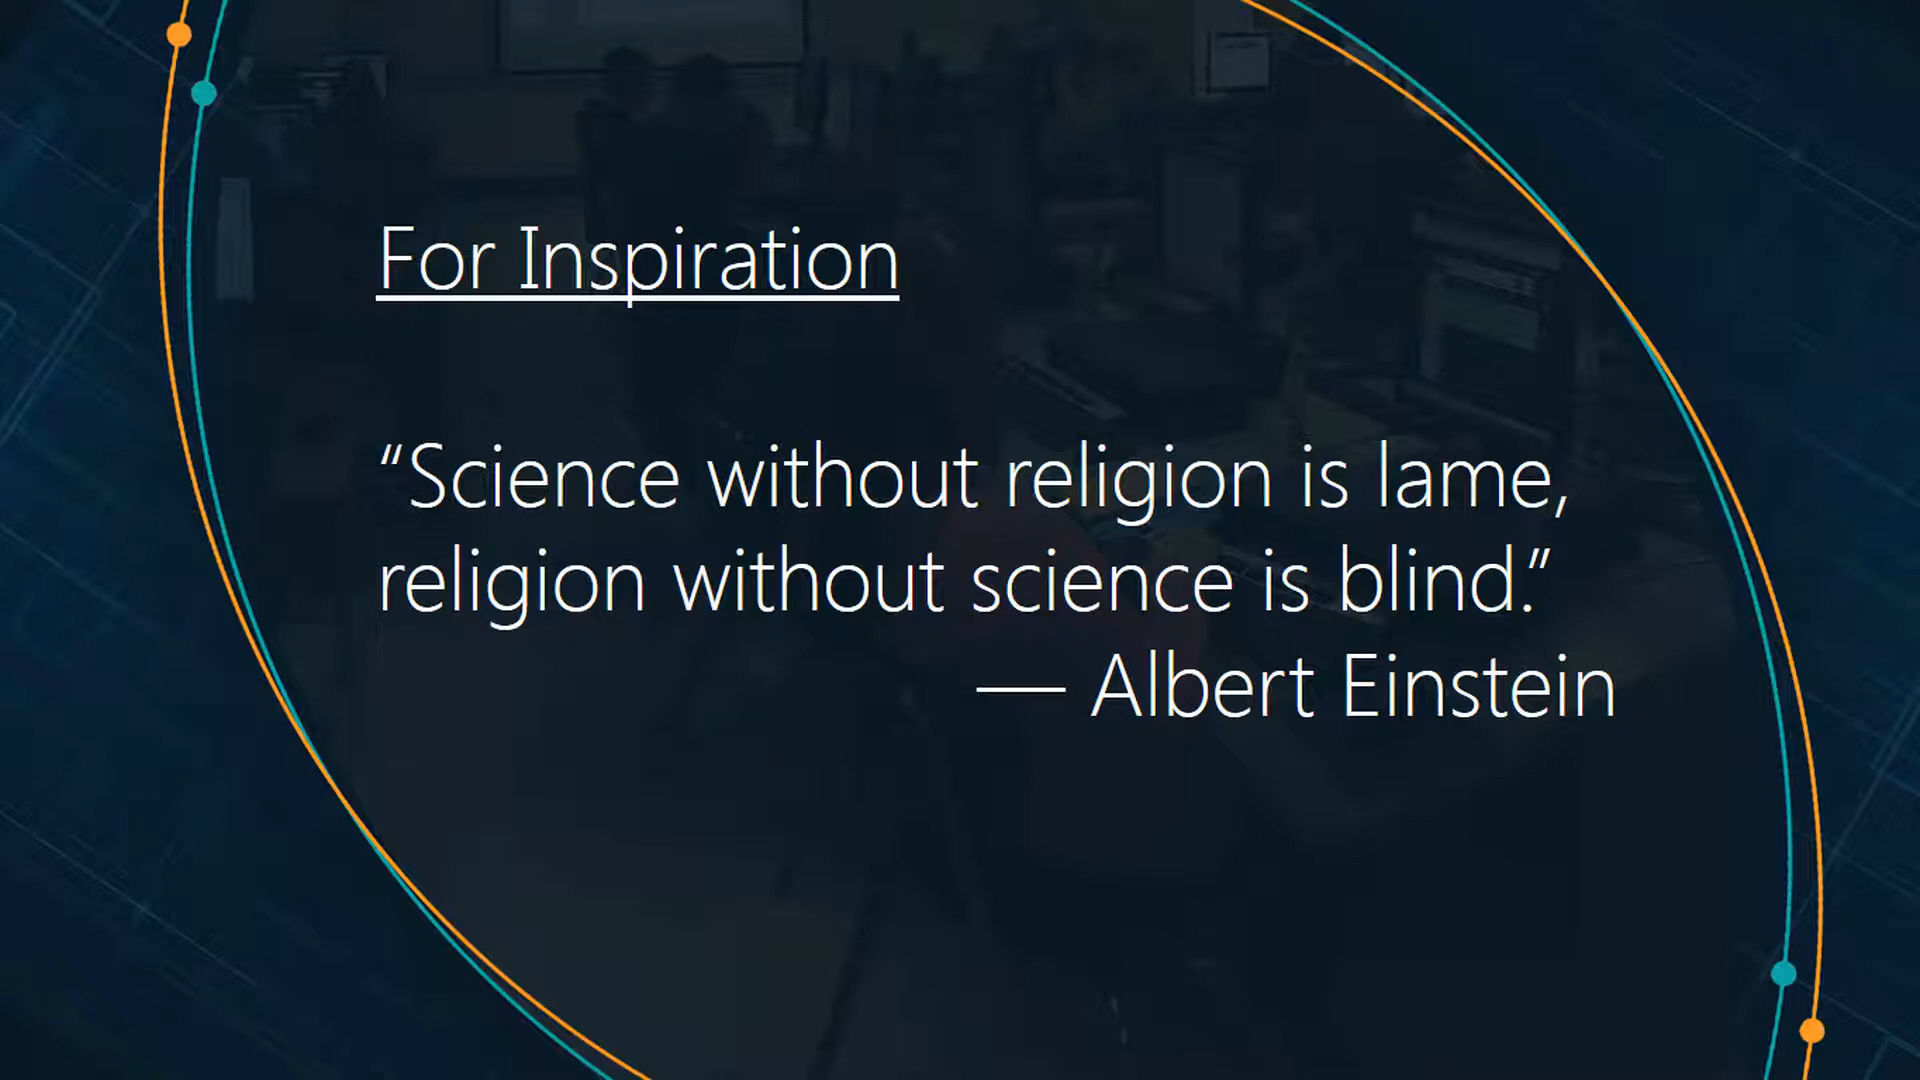 For Inspiration
“Science without religion is lame,
religion without science is blind.”
— Albert Einstein